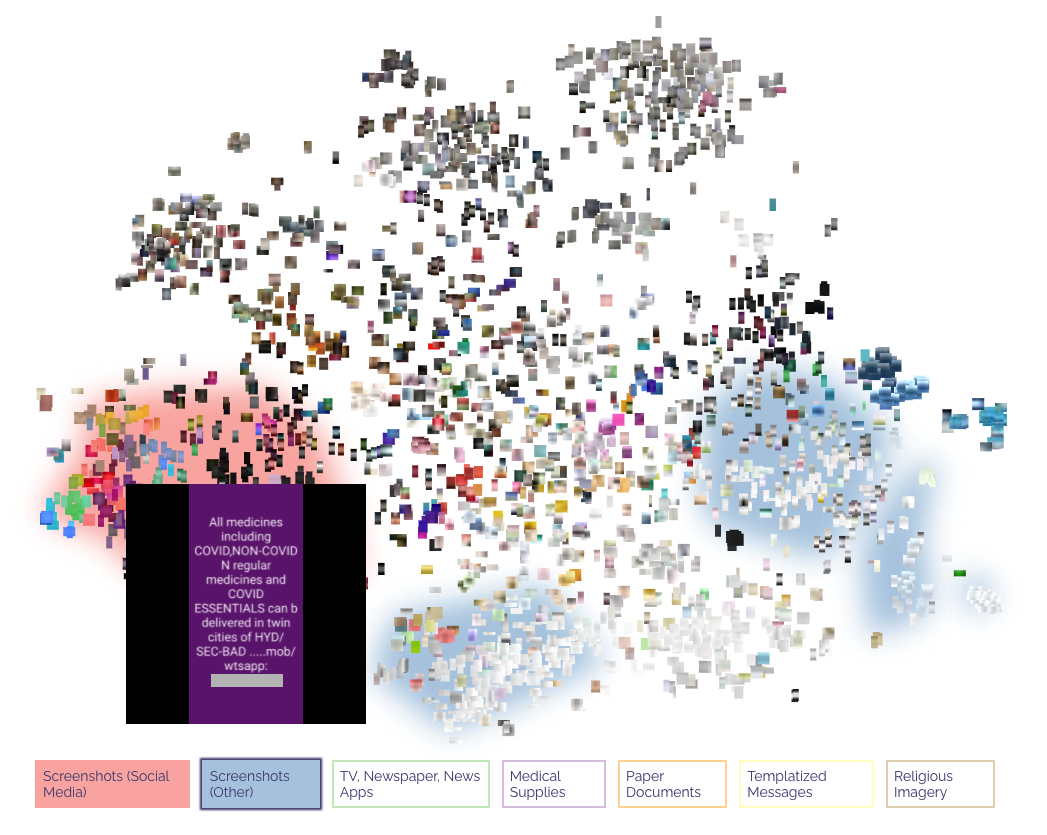 All medicines
including
COVID,NON-COVID
N regular
medicines and
COVID
ESSENTIALS can b
delivered in twin
cities of HYD/
SEC-BAD .....mob/
wtsapp:
Screenshots (Social
Media)
Screenshots
(Other)
TV, Newspaper, News
Apps
Medical
Supplies
Paper
Documents
Templatized
Messages
Religious
Imagery